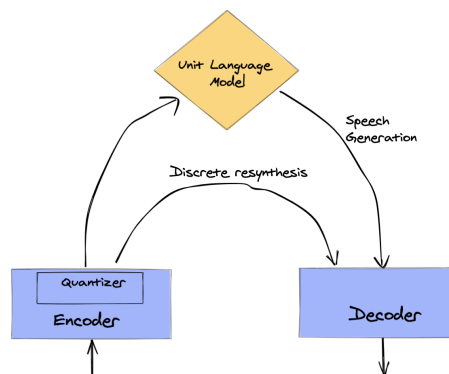 Unit Language
Model
Speech
Generation
Discrete resynthesis
Quantizer
Encoder
Decoder